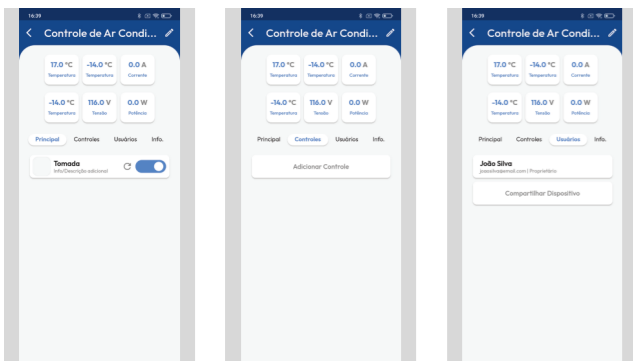 16:39
Controle de Ar Condi...
17.0 °C -14.0 °C 0.0 A
Temperatura Temperatura Corrente
-14.0 °C 116.0 V 0.0 W
Temperatura Tensão Potência
Principal Controles Usuários Info.
Tomada
Info/Descrição adicional
16:39
Controle de Ar Condi...
17.0 °C -14.0 °C 0.0 A
Temperatura Temperatura Corrente
-14.0 °C 116.0 V 0.0 W
Temperatura Tensão Potência
Principal Controles Usuários Info.
Adicionar Controle
16:39
Controle de Ar Condi...
17.0 °C -14.0 °C 0.0 A
Temperatura Temperatura Corrente
-14.0 °C 116.0 V 0.0 W
Temperatura Tensão Potência
Principal Controles Usuários Info.
João Silva
joaosilva@email.com | Proprietário
Compartilhar Dispositivo